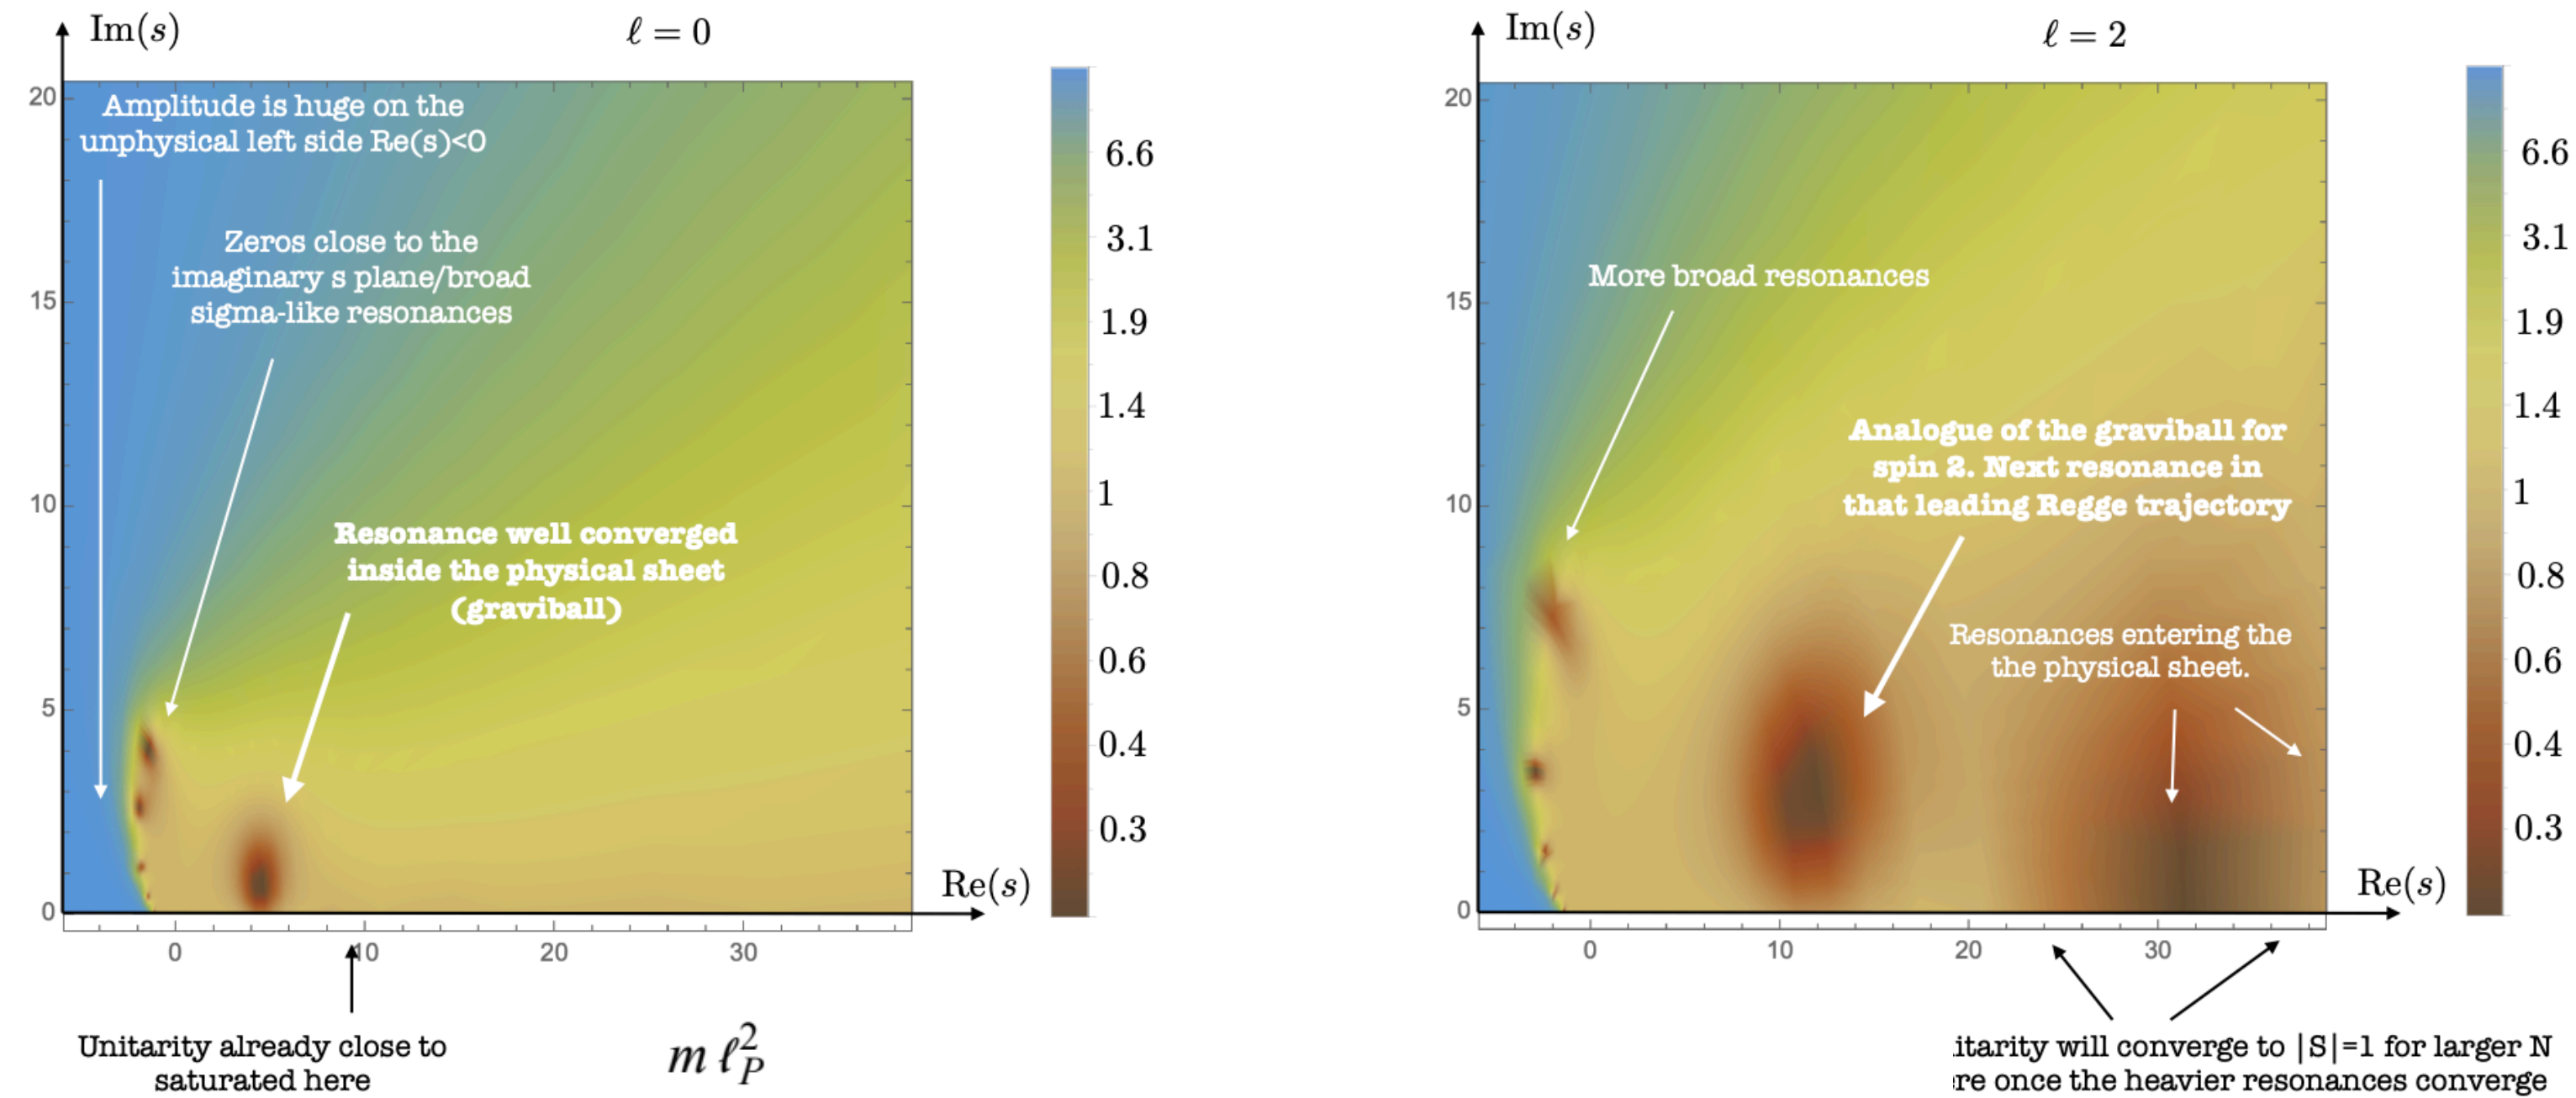 Im(s)
ℓ = 0
20
15
10
5
0
0
10
20
30
Re(s)
Amplitude is huge on the
unphysical left side Re(s)<0
Zeros close to the
imaginary s plane/broad
sigma-like resonances
Resonance well converged
inside the physical sheet
(graviball)
6.6
3.1
1.9
1.4
1
0.8
0.6
0.4
0.3
Unitarity already close to
saturated here
m ℓ_P^2
Im(s)
ℓ = 2
20
15
10
5
0
0
10
20
30
Re(s)
More broad resonances
Analogue of the graviball for
spin 2. Next resonance in
that leading Regge trajectory
Resonances entering the
the physical sheet.
6.6
3.1
1.9
1.4
1
0.8
0.6
0.4
0.3
itarity will converge to |S|=1 for larger N
re once the heavier resonances converge